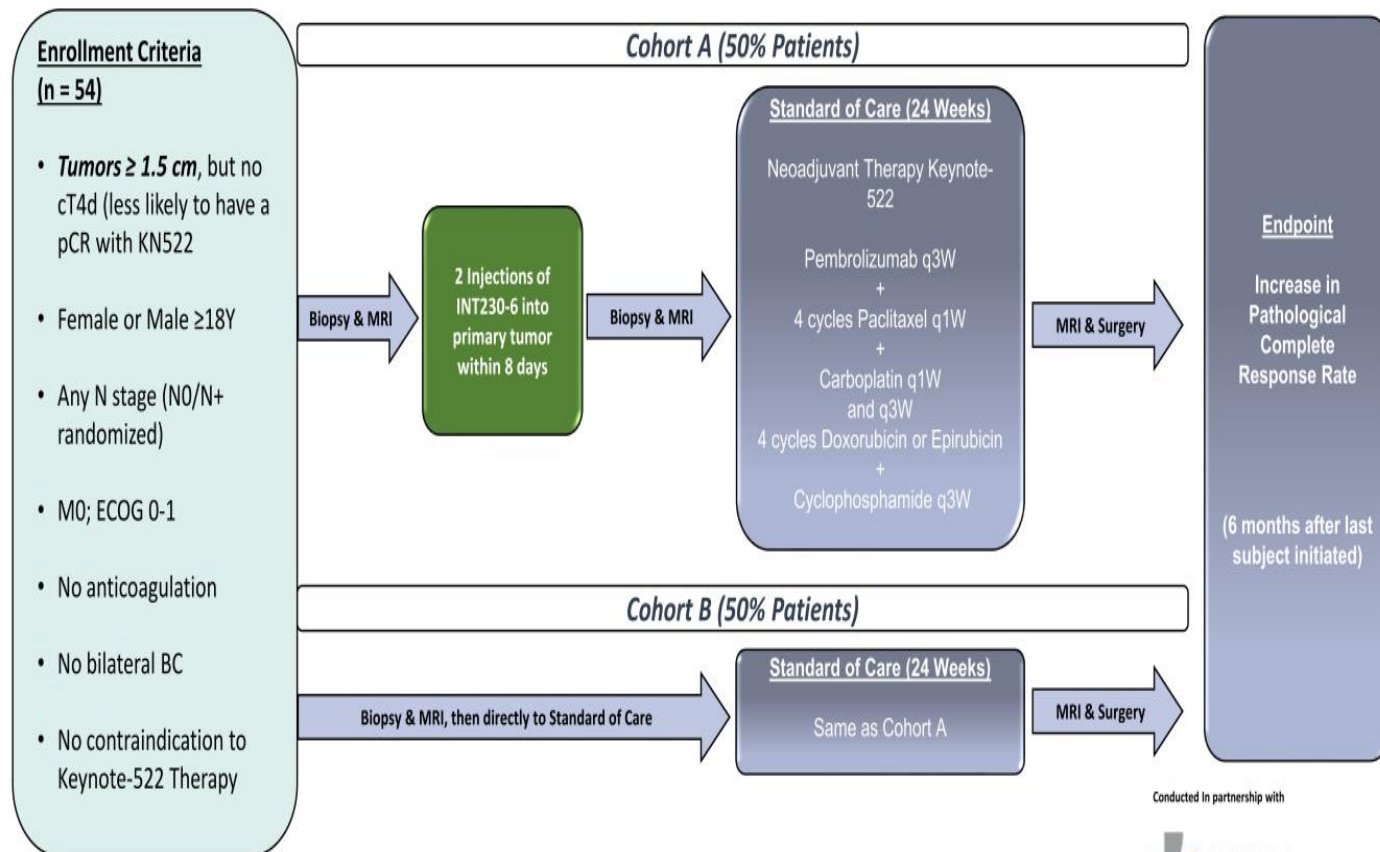 Enrollment Criteria
(n = 54)
• Tumors ≥ 1.5 cm, but no
cT4d (less likely to have a
pCR with KN522
• Female or Male ≥18Y
• Any N stage (N0/N+
randomized)
• M0; ECOG 0-1
• No anticoagulation
• No bilateral BC
• No contraindication to
Keynote-522 Therapy
Cohort A (50% Patients)
Biopsy & MRI
2 Injections of
INT230-6 into
primary tumor
within 8 days
Biopsy & MRI
Standard of Care (24 Weeks)
Neoadjuvant Therapy Keynote-
522
Pembrolizumab q3W
+
4 cycles Paclitaxel q1W
+
Carboplatin q1W
and q3W
4 cycles Doxorubicin or Epirubicin
+
Cyclophosphamide q3W
MRI & Surgery
Cohort B (50% Patients)
Biopsy & MRI, then directly to Standard of Care
Standard of Care (24 Weeks)
Same as Cohort A
MRI & Surgery
Endpoint
Increase in
Pathological
Complete
Response Rate
(6 months after last
subject initiated)
Conducted In partnership with